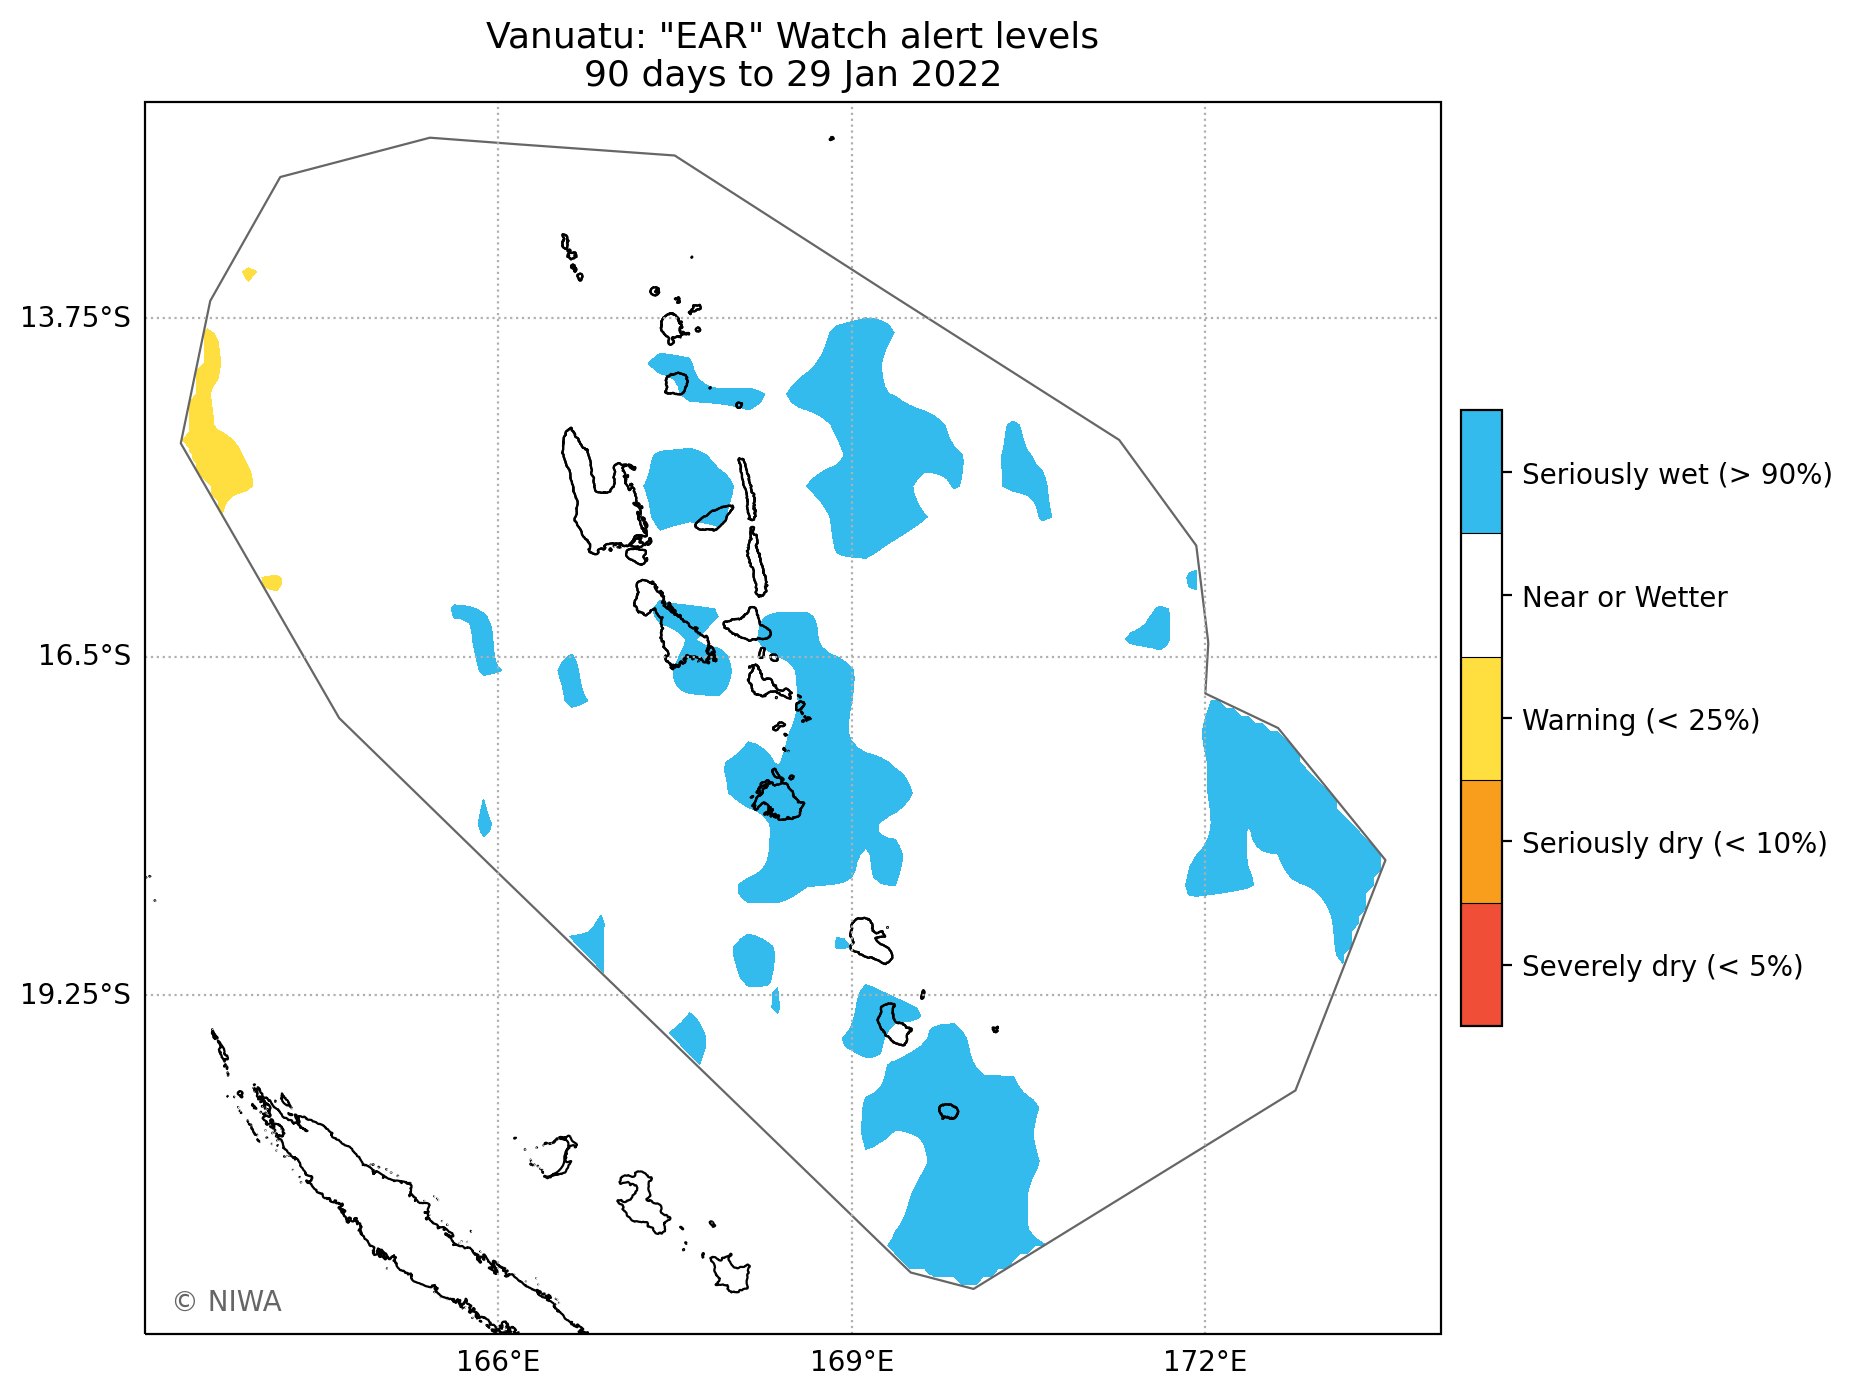 Vanuatu: "EAR" Watch alert levels
90 days to 29 Jan 2022
13.75°S
16.5°S
19.25°S
166°E
169°E
172°E
Seriously wet (> 90%)
Near or Wetter
Warning (< 25%)
Seriously dry (< 10%)
Severely dry (< 5%)
© NIWA